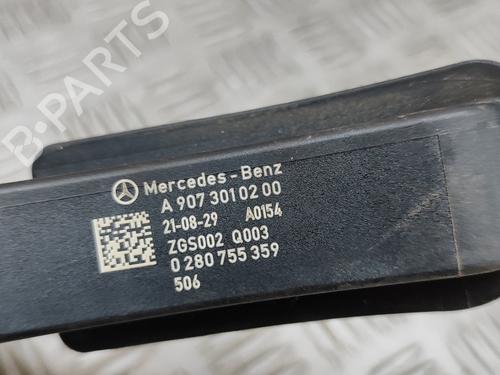 B-PARTS
Mercedes-Benz
A 907 301 02 00
21-08-29 A0154
ZGS002 Q003
0 280 755 359
506